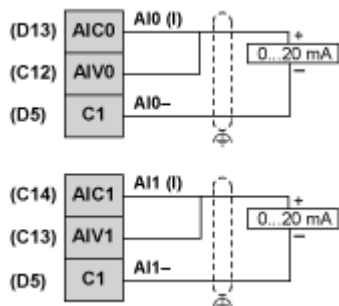 (D13) AIC0 AI0 (I) +
0...20 mA
(C12) AIV0 –
(D5) C1 AI0–
(C14) AIC1 AI1 (I) +
0...20 mA
(C13) AIV1 –
(D5) C1 AI1–